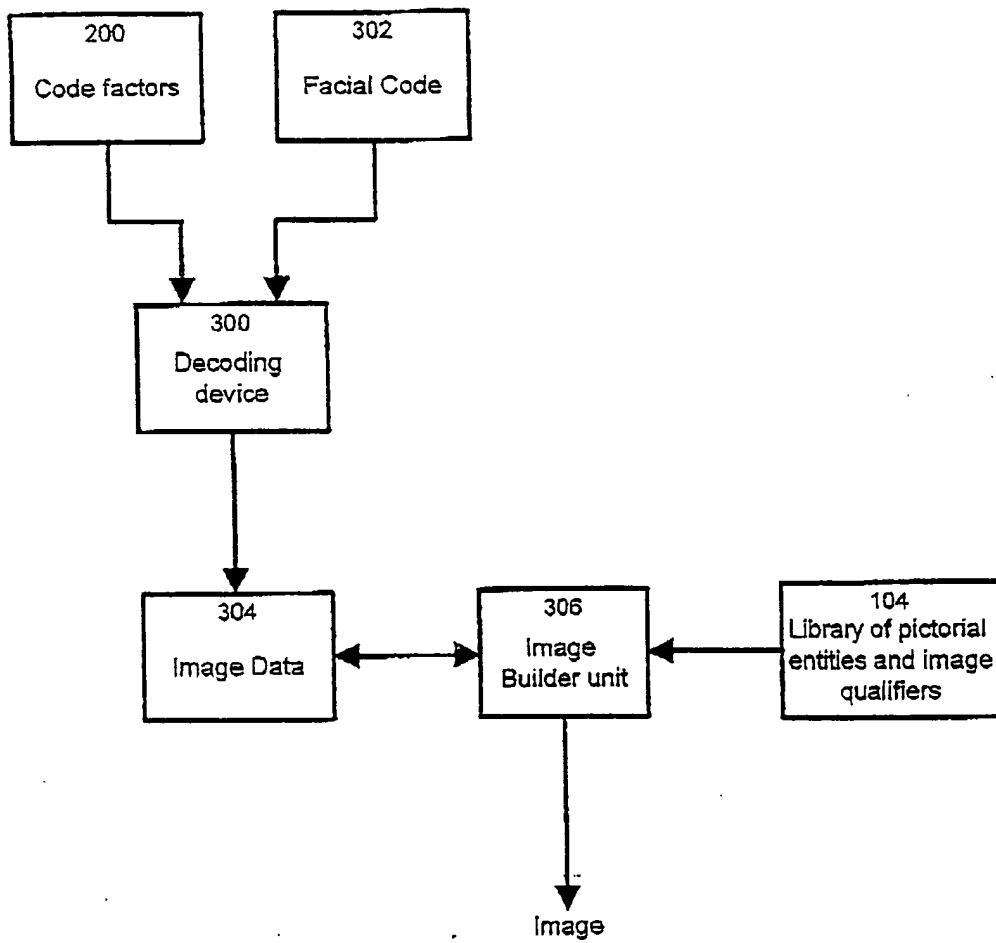 200
Code factors
302
Facial Code
300
Decoding
device
304
Image Data
306
Image
Builder unit
104
Library of pictorial
entities and image
qualifiers
Image